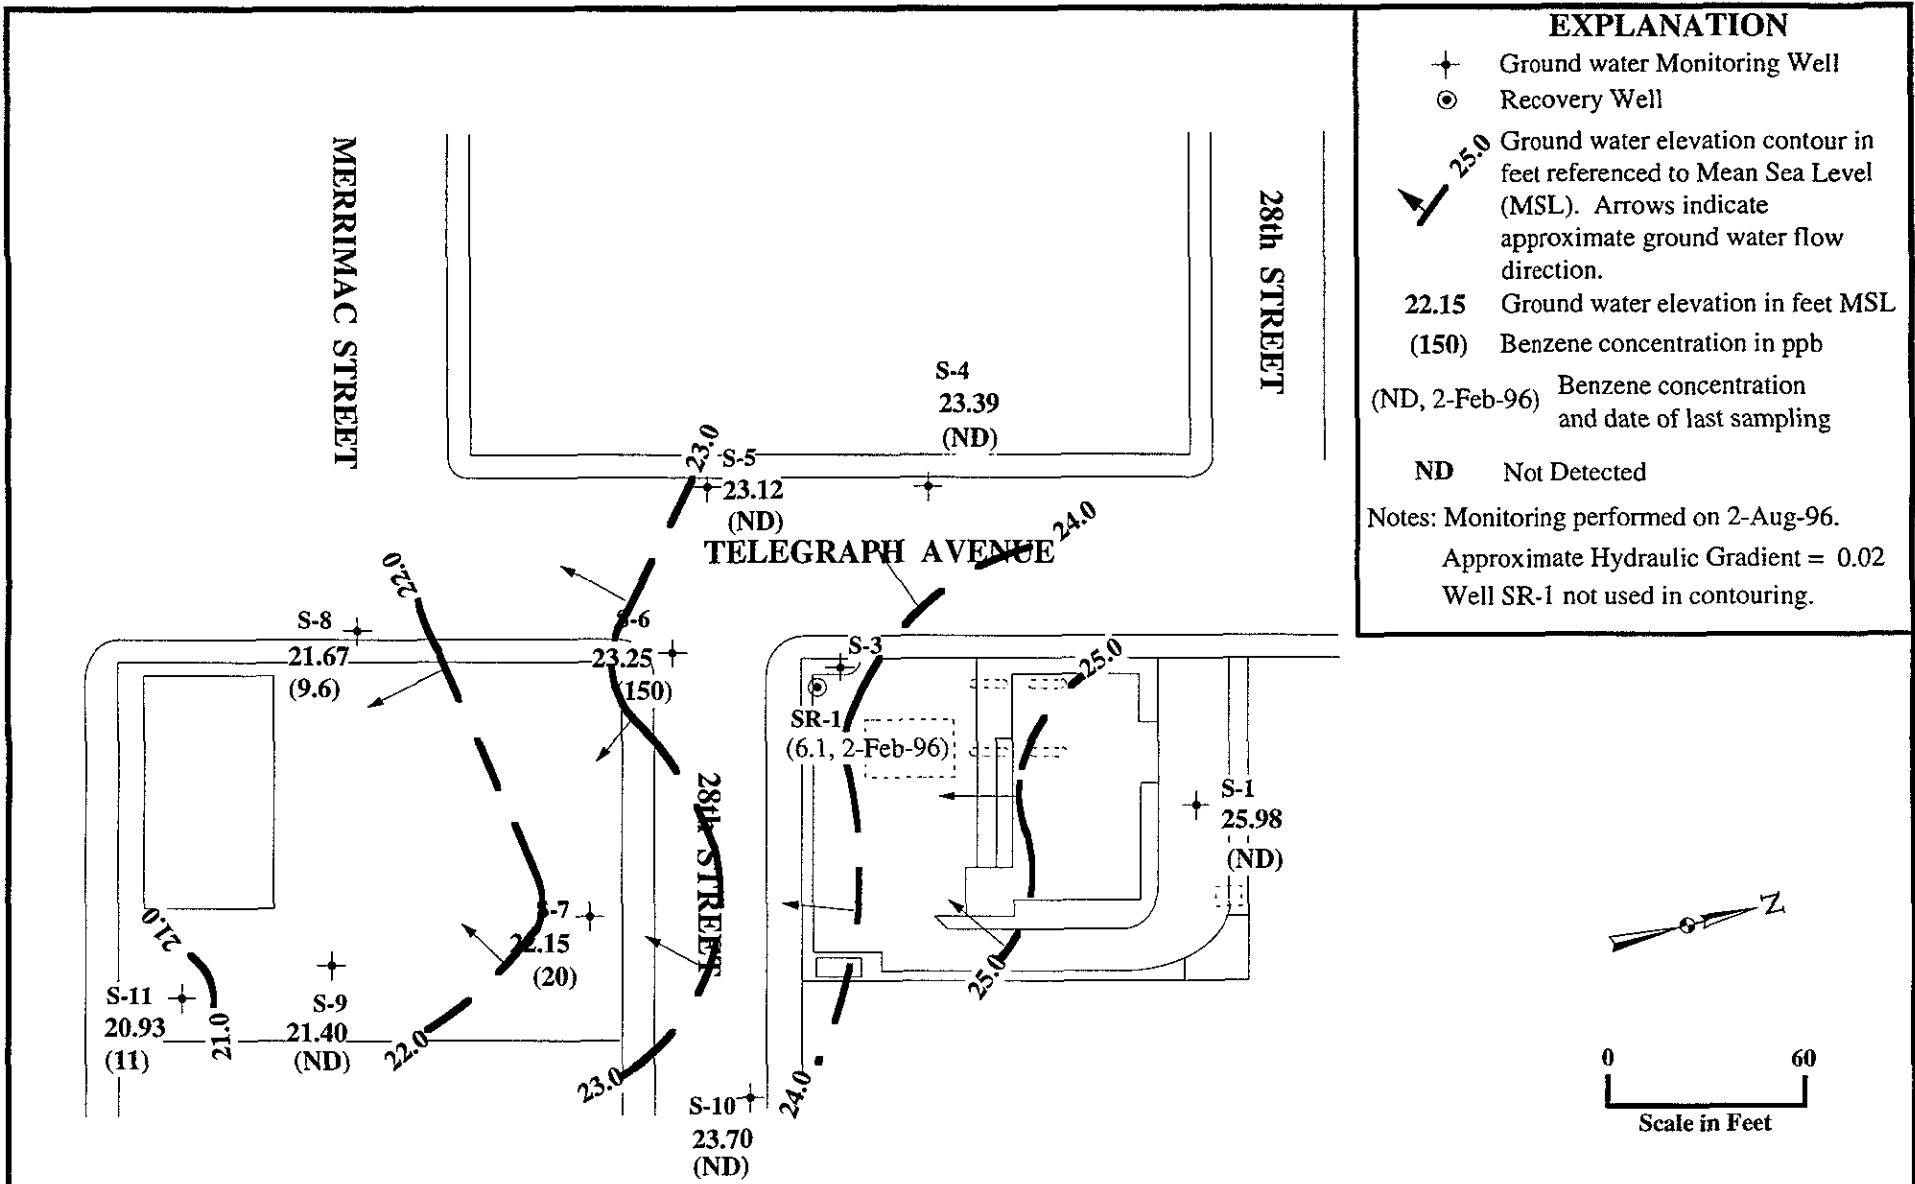 EXPLANATION
Ground water Monitoring Well
Recovery Well
25.0
Ground water elevation contour in
feet referenced to Mean Sea Level
(MSL). Arrows indicate
approximate ground water flow
direction.
22.15 Ground water elevation in feet MSL
(150) Benzene concentration in ppb
(ND, 2-Feb-96) Benzene concentration
and date of last sampling
ND Not Detected
Notes: Monitoring performed on 2-Aug-96.
Approximate Hydraulic Gradient = 0.02
Well SR-1 not used in contouring.
MERRIMAC STREET
28th STREET
S-4
23.39
(ND)
23.0
S-5
23.12
(ND)
24.0
TELEGRAPH AVENUE
22.0
S-8
21.67
(9.6)
S-6
23.25
(150)
S-3
25.0
SR-1
(6.1, 2-Feb-96)
28th STREET
S-1
25.98
(ND)
21.0
S-7
22.15
(20)
N
25.0
S-11
20.93
(11)
21.0
S-9
21.40
(ND)
22.0
23.0
24.0
S-10
23.70
(ND)
0 60
Scale in Feet